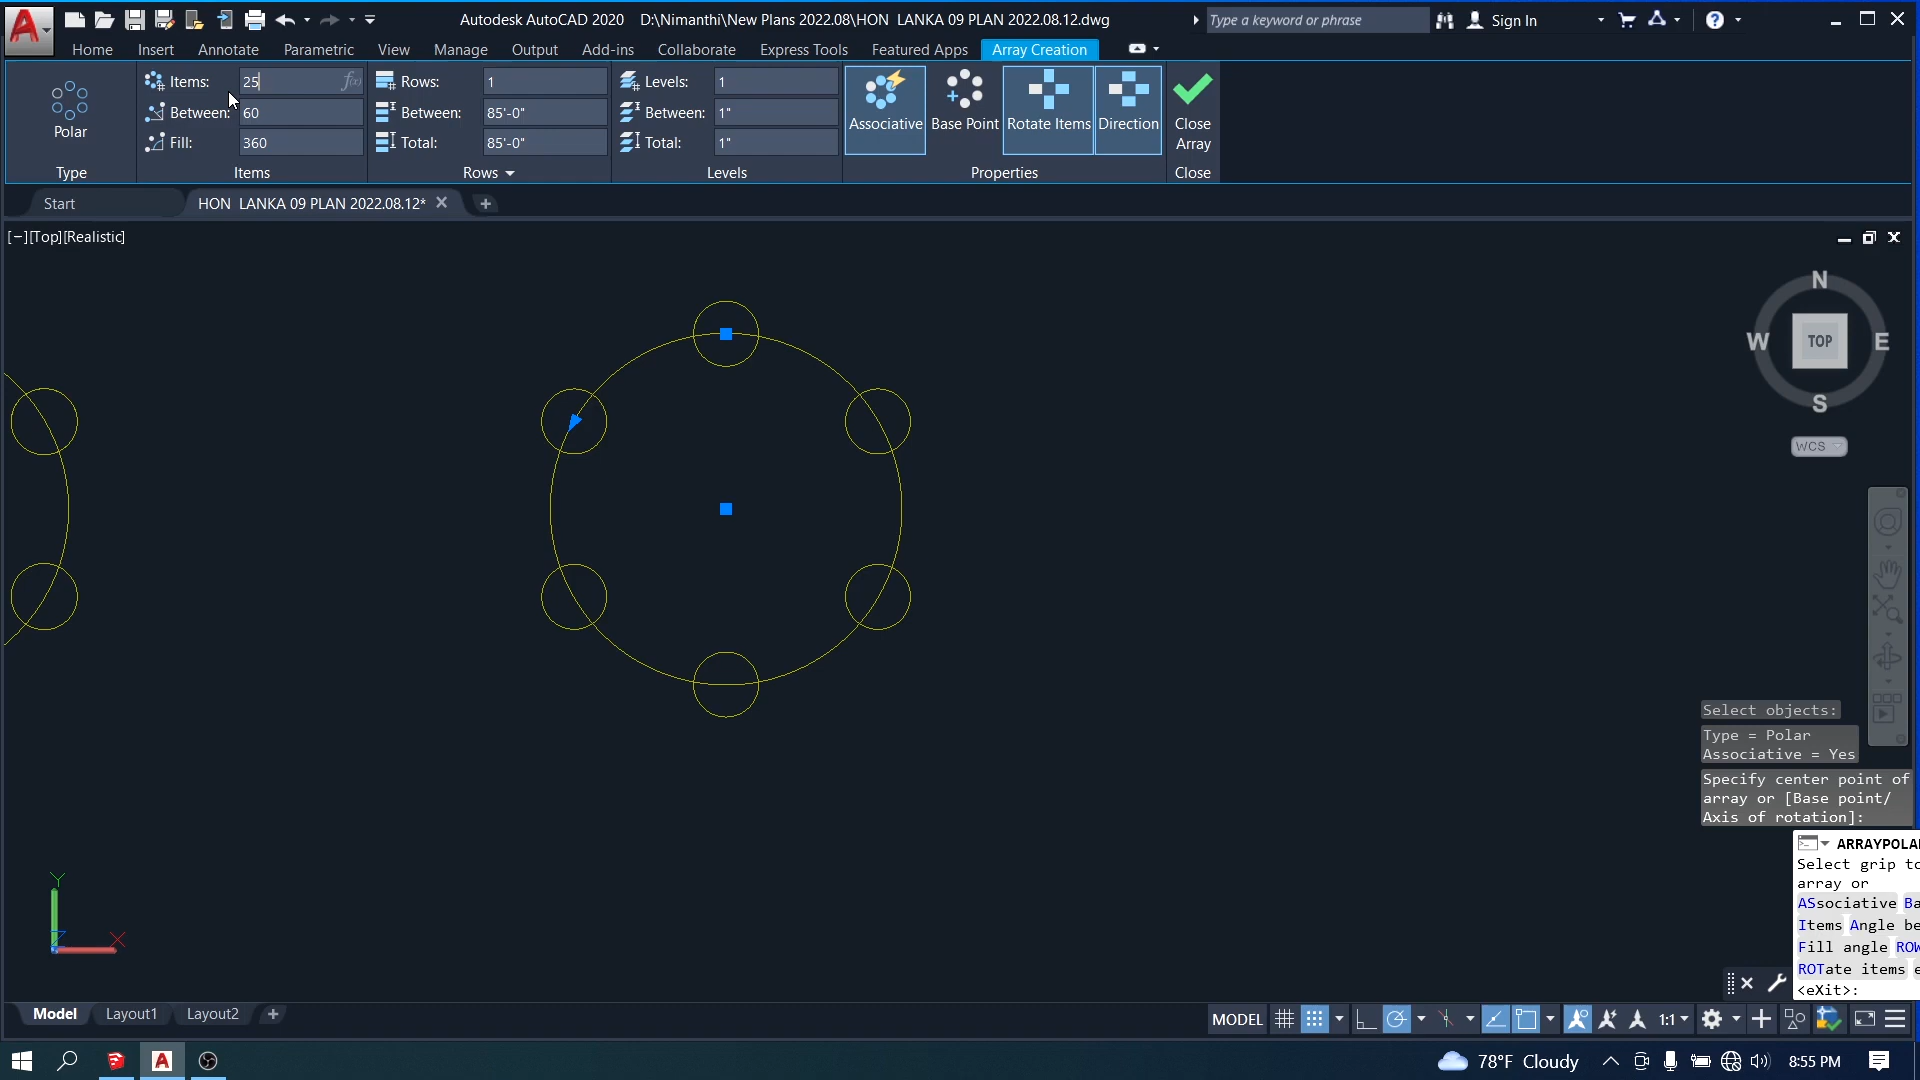 Autodesk AutoCAD 2020 D:\Nimanthi\New Plans 2022.08\HON LANKA 09 PLAN 2022.08.12.dwg Type a keyword or phrase Sign In
Home Insert Annotate Parametric View Manage Output Add-ins Collaborate Express Tools Featured Apps Array Creation
Items: 25 fx Rows: 1 Levels: 1
Between: 60 Between: 85'-0" Between: 1"
Fill: 360 Total: 85'-0" Total: 1"
Polar Associative Base Point Rotate Items Direction Close
Array
Type Items Rows Levels Properties Close
Start HON LANKA 09 PLAN 2022.08.12*
[−][Top][Realistic]
N
W TOP E
S
WCS
Select objects:
Type = Polar
Associative = Yes
Specify center point of
array or [Base point/
Axis of rotation]:
ARRAYPOLA
Select grip to
array or
ASsociative Ba
Items Angle be
Fill angle ROW
ROTate items e
<eXit>:
Y
X
Model Layout1 Layout2 MODEL 1:1
78°F Cloudy 8:55 PM